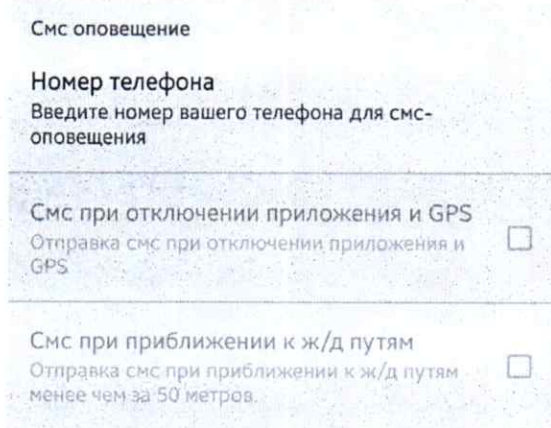 Смс оповещение
Номер телефона
Введите номер вашего телефона для смс-
оповещения
Смс при отключении приложения и GPS
Отправка смс при отключении приложения и
GPS
Смс при приближении к ж/д путям
Отправка смс при приближении к ж/д путям
менее чем за 50 метров.